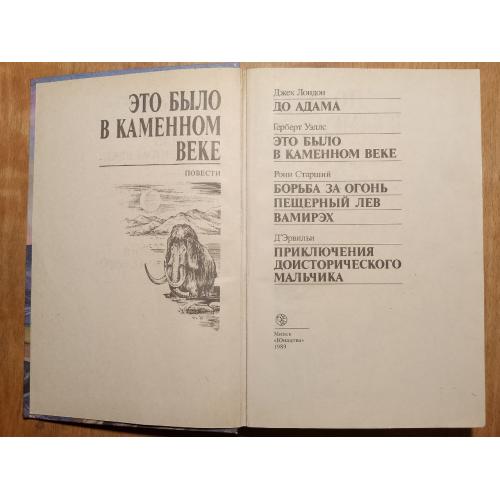 ЭТО БЫЛО
В КАМЕННОМ
ВЕКЕ
ПОВЕСТИ
Джек Лондон
ДО АДАМА
Герберт Уэллс
ЭТО БЫЛО
В КАМЕННОМ ВЕКЕ
Рони Старший
БОРЬБА ЗА ОГОНЬ
ПЕЩЕРНЫЙ ЛЕВ
ВАМИРЭХ
Д'Эрвильи
ПРИКЛЮЧЕНИЯ
ДОИСТОРИЧЕСКОГО
МАЛЬЧИКА
Минск
«Юнацтва»
1989